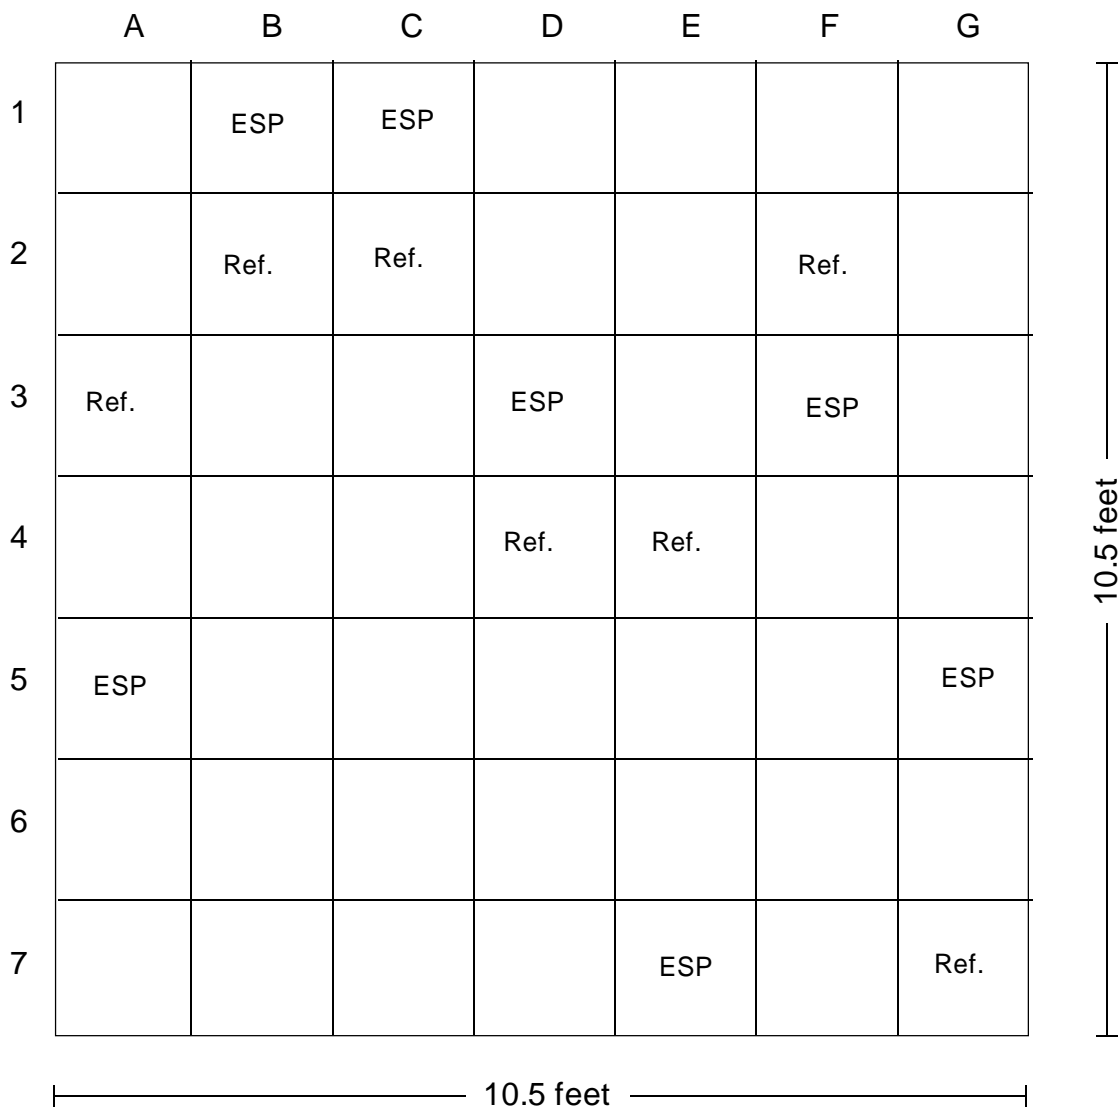 A B C D E F G
1 ESP ESP
2 Ref. Ref. Ref.
3 Ref. ESP ESP
4 Ref. Ref.
5 ESP ESP
6
7 ESP Ref.
10.5 feet
10.5 feet